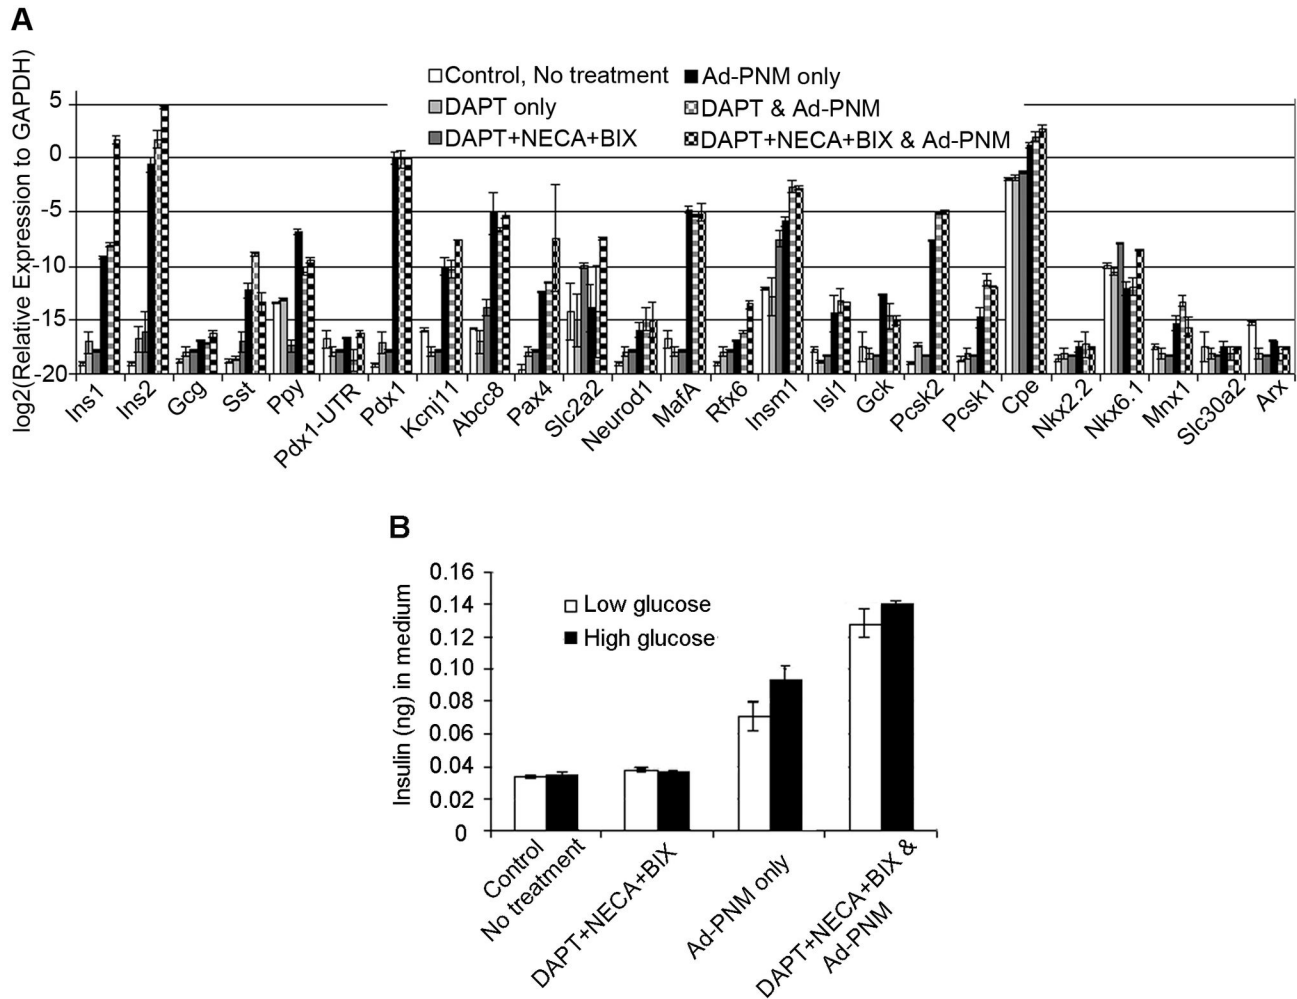 A
log2(Relative Expression to GAPDH)
Control, No treatment
Ad-PNM only
DAPT only
DAPT & Ad-PNM
DAPT+NECA+BIX
DAPT+NECA+BIX & Ad-PNM
5
0
-5
-10
-15
-20
Ins1
Ins2
Gcg
Sst
Ppy
Pdx1-UTR
Pdx1
Kcnj11
Abcc8
Pax4
Slc2a2
Neurod1
MafA
Rfx6
Insm1
Isl1
Gck
Pcsk2
Pcsk1
Cpe
Nkx2.2
Nkx6.1
Mnx1
Slc30a2
Arx
B
Insulin (ng) in medium
0.16
0.14
0.12
0.10
0.08
0.06
0.04
0.02
0
Low glucose
High glucose
Control
No treatment
DAPT+NECA+BIX
Ad-PNM only
DAPT+NECA+BIX &
Ad-PNM